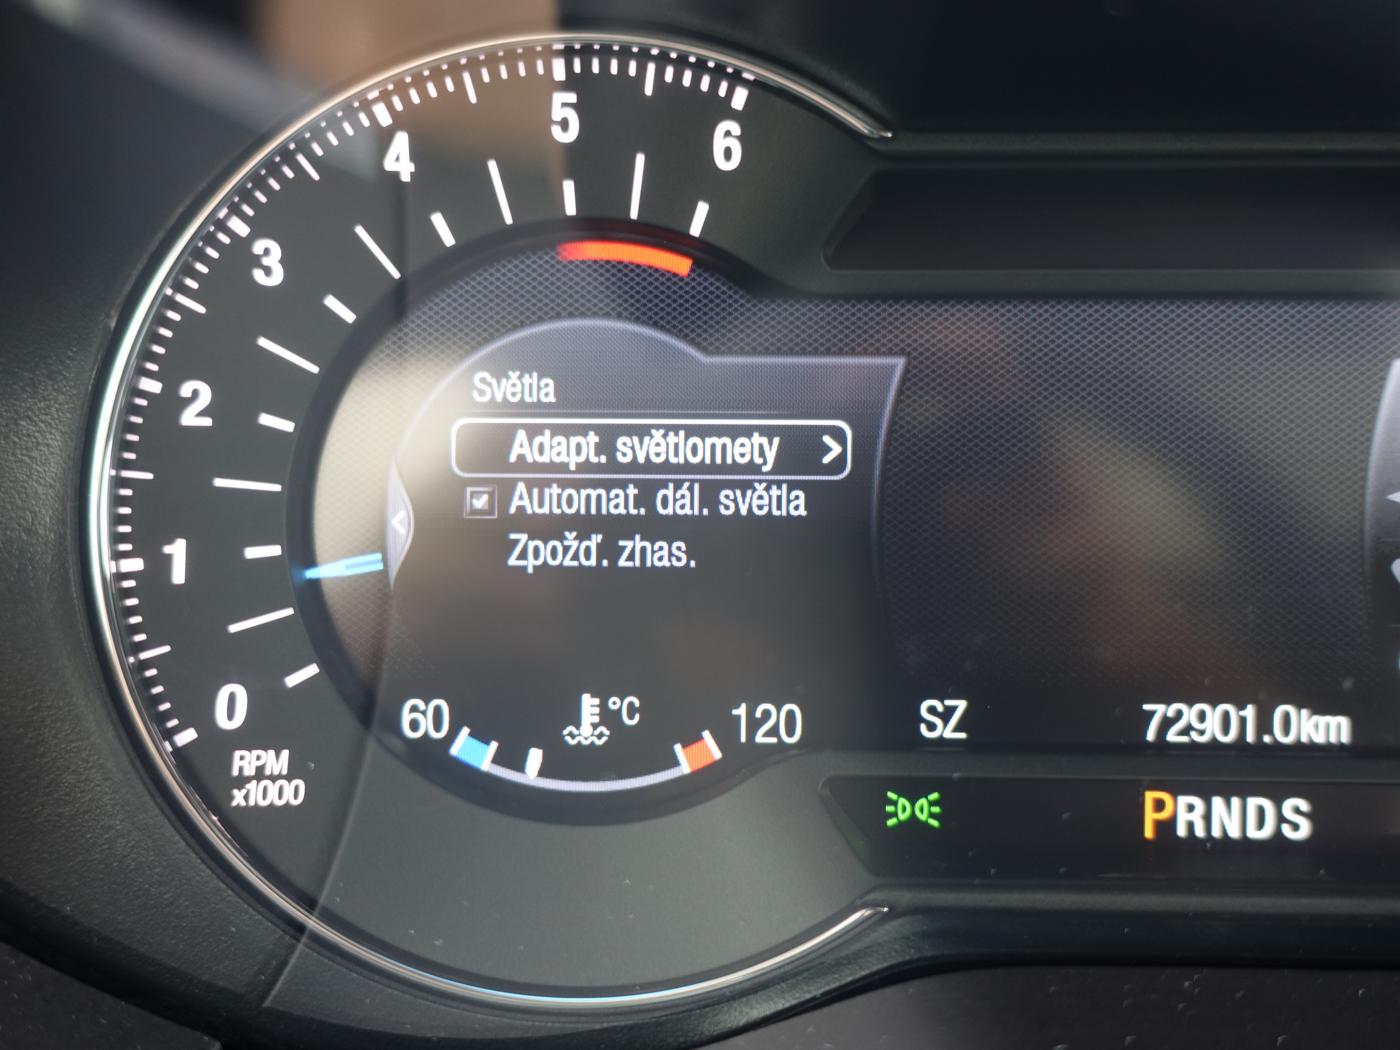 5
6
4
3
2
1
0
RPM
x1000
Světla
Adapt. světlomety
Automat. dál. světla
Zpožď. zhas.
60
°C
120
SZ
72901.0km
PRNDS